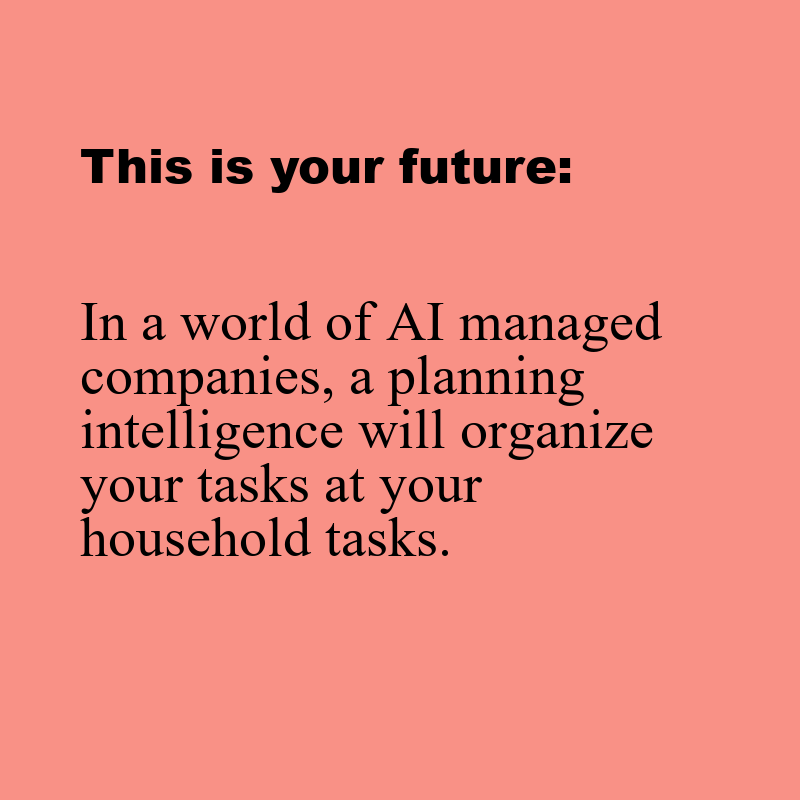 This is your future:
In a world of AI managed
companies, a planning
intelligence will organize
your tasks at your
household tasks.